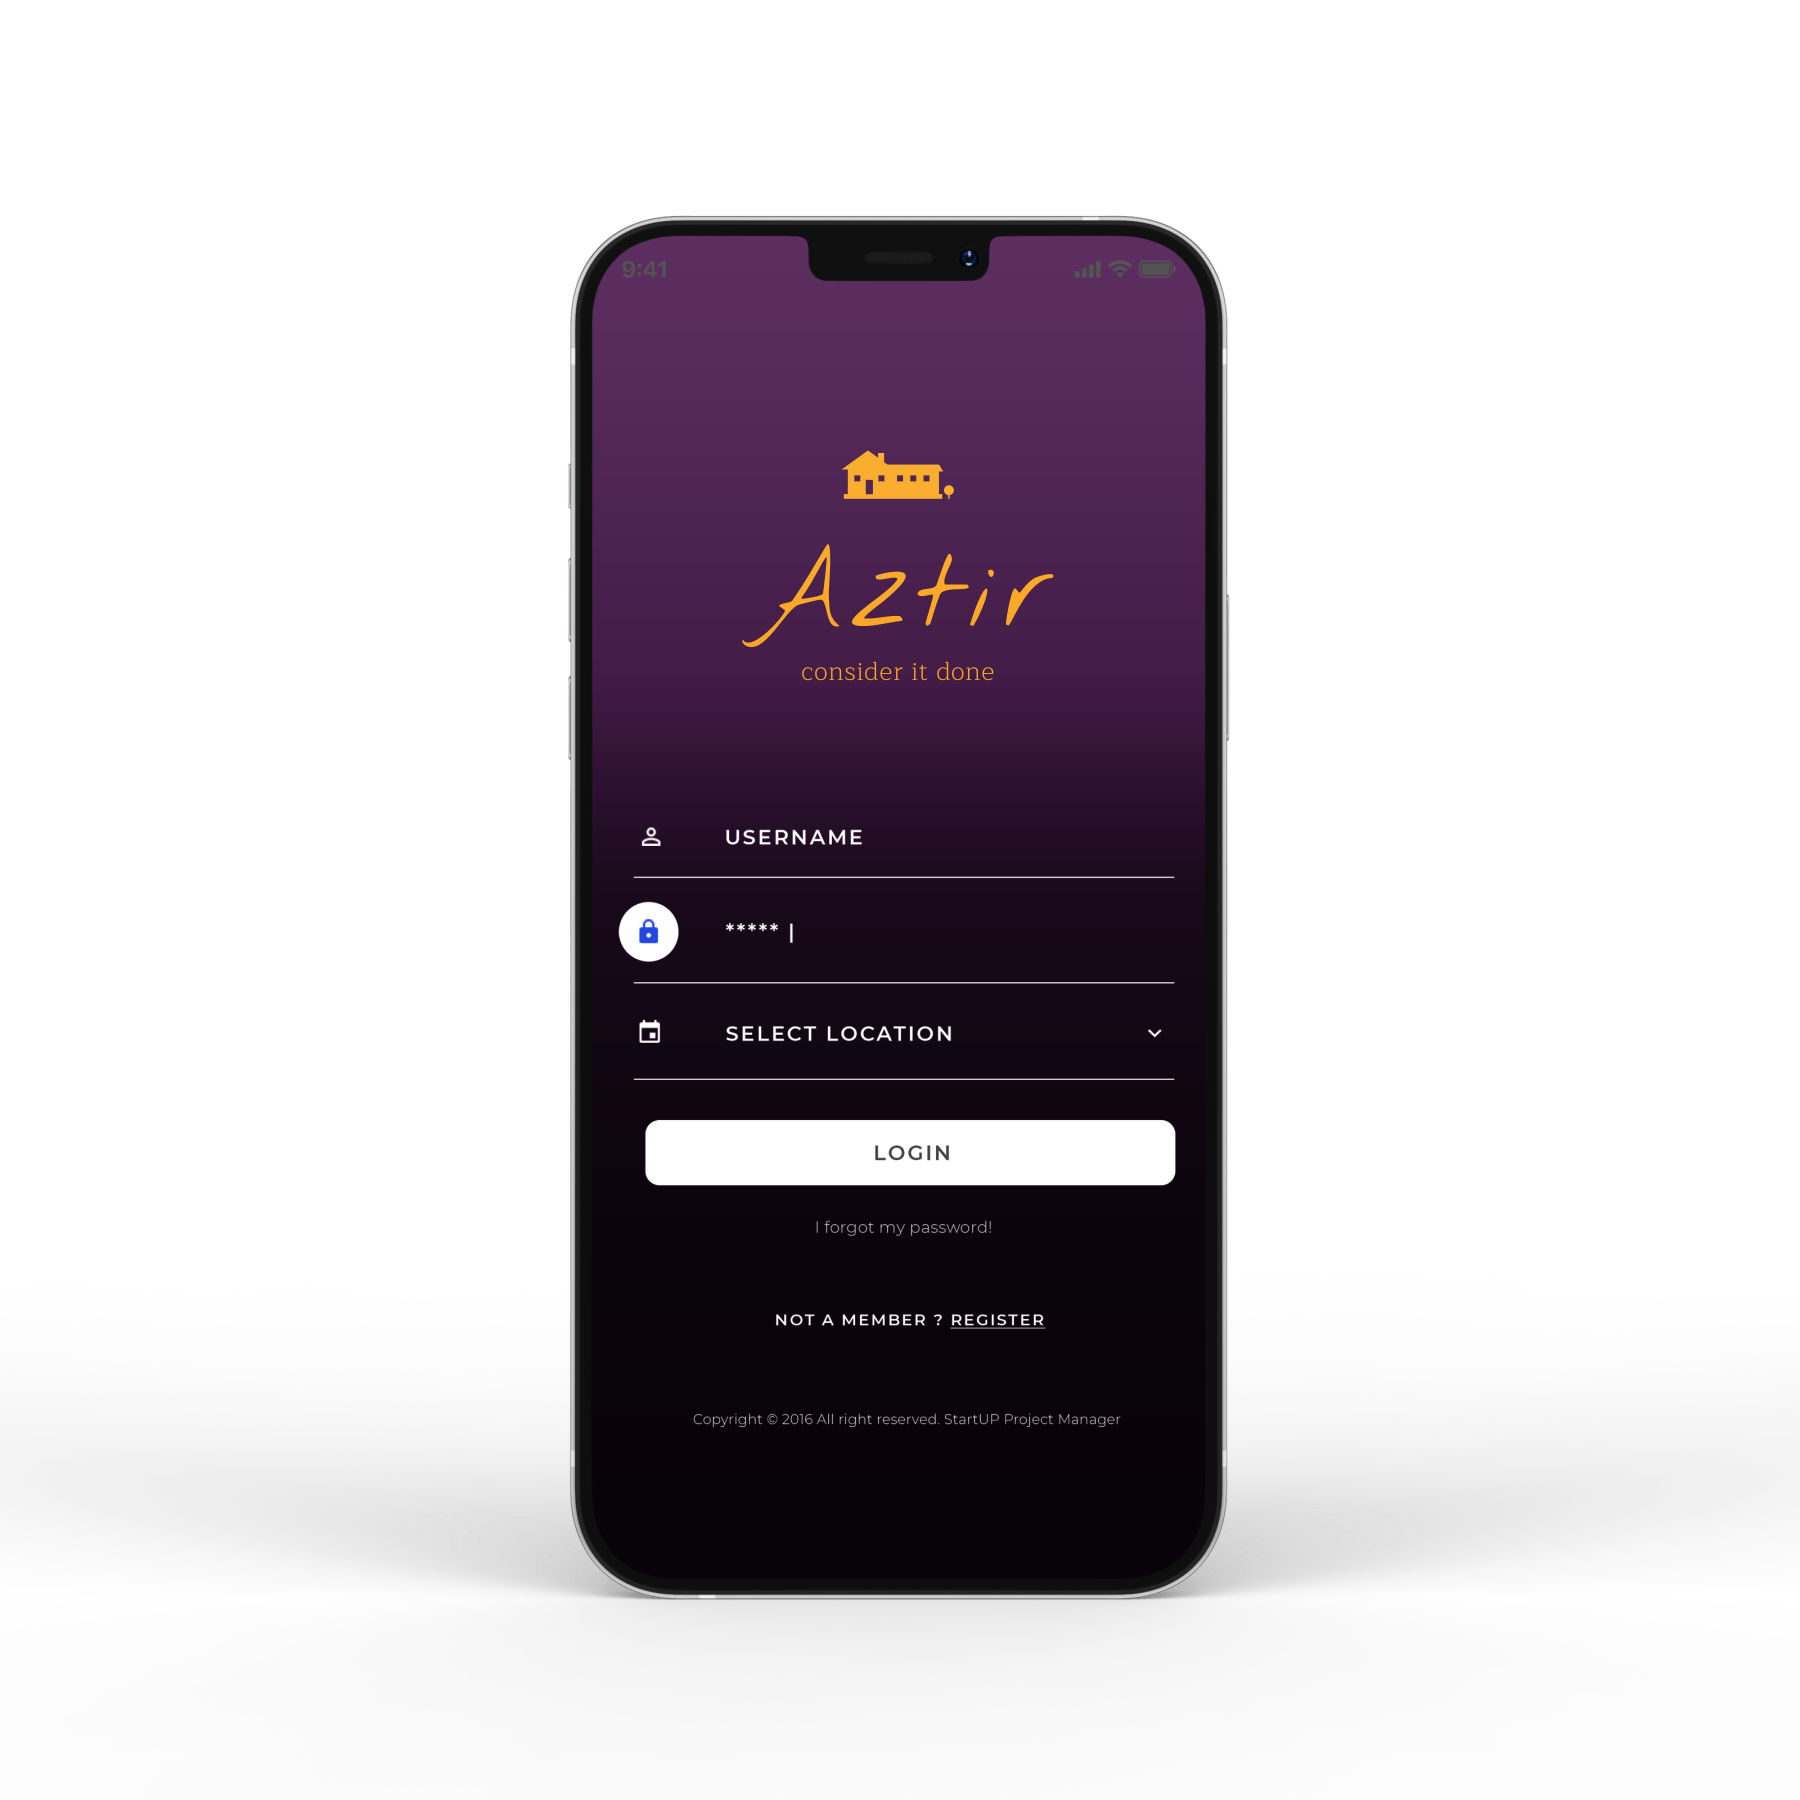 9:41
Aztir
consider it done
USERNAME
***** |
SELECT LOCATION
LOGIN
I forgot my password!
NOT A MEMBER ? REGISTER
Copyright © 2016 All right reserved. StartUP Project Manager